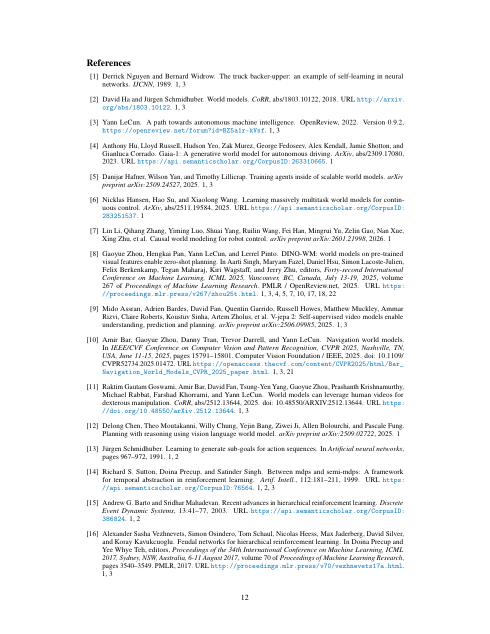 References
[1] Derrick Nguyen and Bernard Widrow. The truck backer-upper: an example of self-learning in neural
networks. IJCNN, 1989. 1, 3
[2] David Ha and Jürgen Schmidhuber. World models. CoRR, abs/1803.10122, 2018. URL http://arxiv.
org/abs/1803.10122. 1, 3
[3] Yann LeCun. A path towards autonomous machine intelligence. OpenReview, 2022. Version 0.9.2,
https://openreview.net/forum?id=BZ5a1r-kVsf. 1, 3
[4] Anthony Hu, Lloyd Russell, Hudson Yeo, Zak Murez, George Fedoseev, Alex Kendall, Jamie Shotton, and
Gianluca Corrado. Gaia-1: A generative world model for autonomous driving. ArXiv, abs/2309.17080,
2023. URL https://api.semanticscholar.org/CorpusID:263310665. 1
[5] Danijar Hafner, Wilson Yan, and Timothy Lillicrap. Training agents inside of scalable world models. arXiv
preprint arXiv:2509.24527, 2025. 1, 3
[6] Nicklas Hansen, Hao Su, and Xiaolong Wang. Learning massively multitask world models for contin-
uous control. ArXiv, abs/2511.19584, 2025. URL https://api.semanticscholar.org/CorpusID:
283251537. 1
[7] Lin Li, Qihang Zhang, Yiming Luo, Shuai Yang, Ruilin Wang, Fei Han, Mingrui Yu, Zelin Gao, Nan Xue,
Xing Zhu, et al. Causal world modeling for robot control. arXiv preprint arXiv:2601.21998, 2026. 1
[8] Gaoyue Zhou, Hengkai Pan, Yann LeCun, and Lerrel Pinto. DINO-WM: world models on pre-trained
visual features enable zero-shot planning. In Aarti Singh, Maryam Fazel, Daniel Hsu, Simon Lacoste-Julien,
Felix Berkenkamp, Tegan Maharaj, Kiri Wagstaff, and Jerry Zhu, editors, Forty-second International
Conference on Machine Learning, ICML 2025, Vancouver, BC, Canada, July 13-19, 2025, volume
267 of Proceedings of Machine Learning Research. PMLR / OpenReview.net, 2025. URL https:
//proceedings.mlr.press/v267/zhou25t.html. 1, 3, 4, 5, 7, 10, 17, 18, 22
[9] Mido Assran, Adrien Bardes, David Fan, Quentin Garrido, Russell Howes, Matthew Muckley, Ammar
Rizvi, Claire Roberts, Koustuv Sinha, Artem Zholus, et al. V-jepa 2: Self-supervised video models enable
understanding, prediction and planning. arXiv preprint arXiv:2506.09985, 2025. 1, 3
[10] Amir Bar, Gaoyue Zhou, Danny Tran, Trevor Darrell, and Yann LeCun. Navigation world models.
In IEEE/CVF Conference on Computer Vision and Pattern Recognition, CVPR 2025, Nashville, TN,
USA, June 11-15, 2025, pages 15791–15801. Computer Vision Foundation / IEEE, 2025. doi: 10.1109/
CVPR52734.2025.01472. URL https://openaccess.thecvf.com/content/CVPR2025/html/Bar_
Navigation_World_Models_CVPR_2025_paper.html. 1, 3, 21
[11] Raktim Gautam Goswami, Amir Bar, David Fan, Tsung-Yen Yang, Gaoyue Zhou, Prashanth Krishnamurthy,
Michael Rabbat, Farshad Khorrami, and Yann LeCun. World models can leverage human videos for
dexterous manipulation. CoRR, abs/2512.13644, 2025. doi: 10.48550/ARXIV.2512.13644. URL https:
//doi.org/10.48550/arXiv.2512.13644. 1, 3
[12] Delong Chen, Theo Moutakanni, Willy Chung, Yejin Bang, Ziwei Ji, Allen Bolourchi, and Pascale Fung.
Planning with reasoning using vision language world model. arXiv preprint arXiv:2509.02722, 2025. 1
[13] Jürgen Schmidhuber. Learning to generate sub-goals for action sequences. In Artificial neural networks,
pages 967–972, 1991. 1, 2
[14] Richard S. Sutton, Doina Precup, and Satinder Singh. Between mdps and semi-mdps: A framework
for temporal abstraction in reinforcement learning. Artif. Intell., 112:181–211, 1999. URL https:
//api.semanticscholar.org/CorpusID:76564. 1, 2, 3
[15] Andrew G. Barto and Sridhar Mahadevan. Recent advances in hierarchical reinforcement learning. Discrete
Event Dynamic Systems, 13:41–77, 2003. URL https://api.semanticscholar.org/CorpusID:
386824. 1, 2
[16] Alexander Sasha Vezhnevets, Simon Osindero, Tom Schaul, Nicolas Heess, Max Jaderberg, David Silver,
and Koray Kavukcuoglu. Feudal networks for hierarchical reinforcement learning. In Doina Precup and
Yee Whye Teh, editors, Proceedings of the 34th International Conference on Machine Learning, ICML
2017, Sydney, NSW, Australia, 6-11 August 2017, volume 70 of Proceedings of Machine Learning Research,
pages 3540–3549. PMLR, 2017. URL http://proceedings.mlr.press/v70/vezhnevets17a.html.
1, 3
12